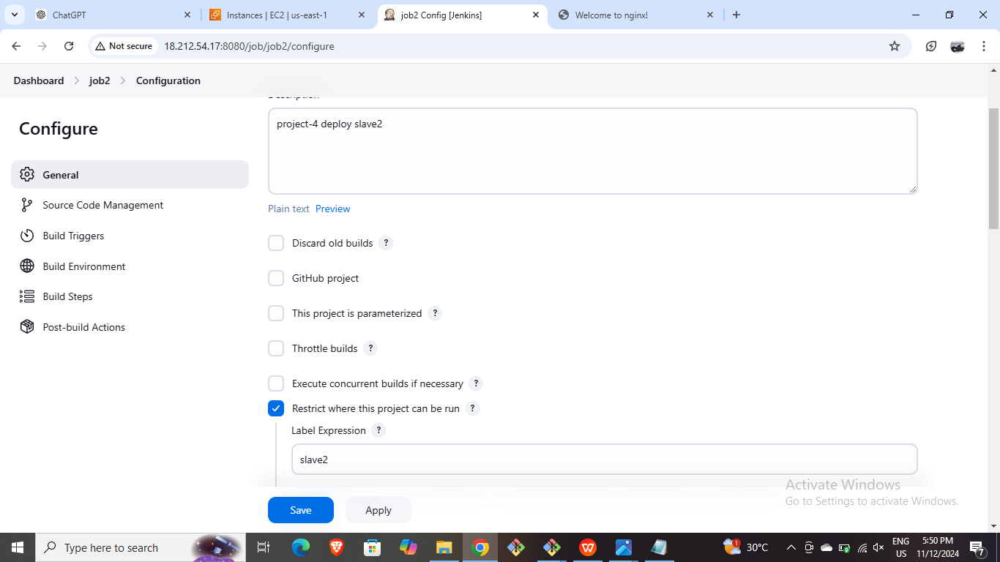 ChatGPT
Instances | EC2 | us-east-1
job2 Config [Jenkins]
Welcome to nginx!
Not secure
18.212.54.17:8080/job/job2/configure
Dashboard
job2
Configuration
Description
Configure
project-4 deploy slave2
General
Source Code Management
Plain text Preview
Build Triggers
Discard old builds ?
Build Environment
GitHub project
Build Steps
This project is parameterized ?
Post-build Actions
Throttle builds ?
Execute concurrent builds if necessary ?
Restrict where this project can be run ?
Label Expression ?
slave2
Activate Windows
Go to Settings to activate Windows.
Save
Apply
Type here to search
1
30°C
ENG
US
5:50 PM
11/12/2024
7